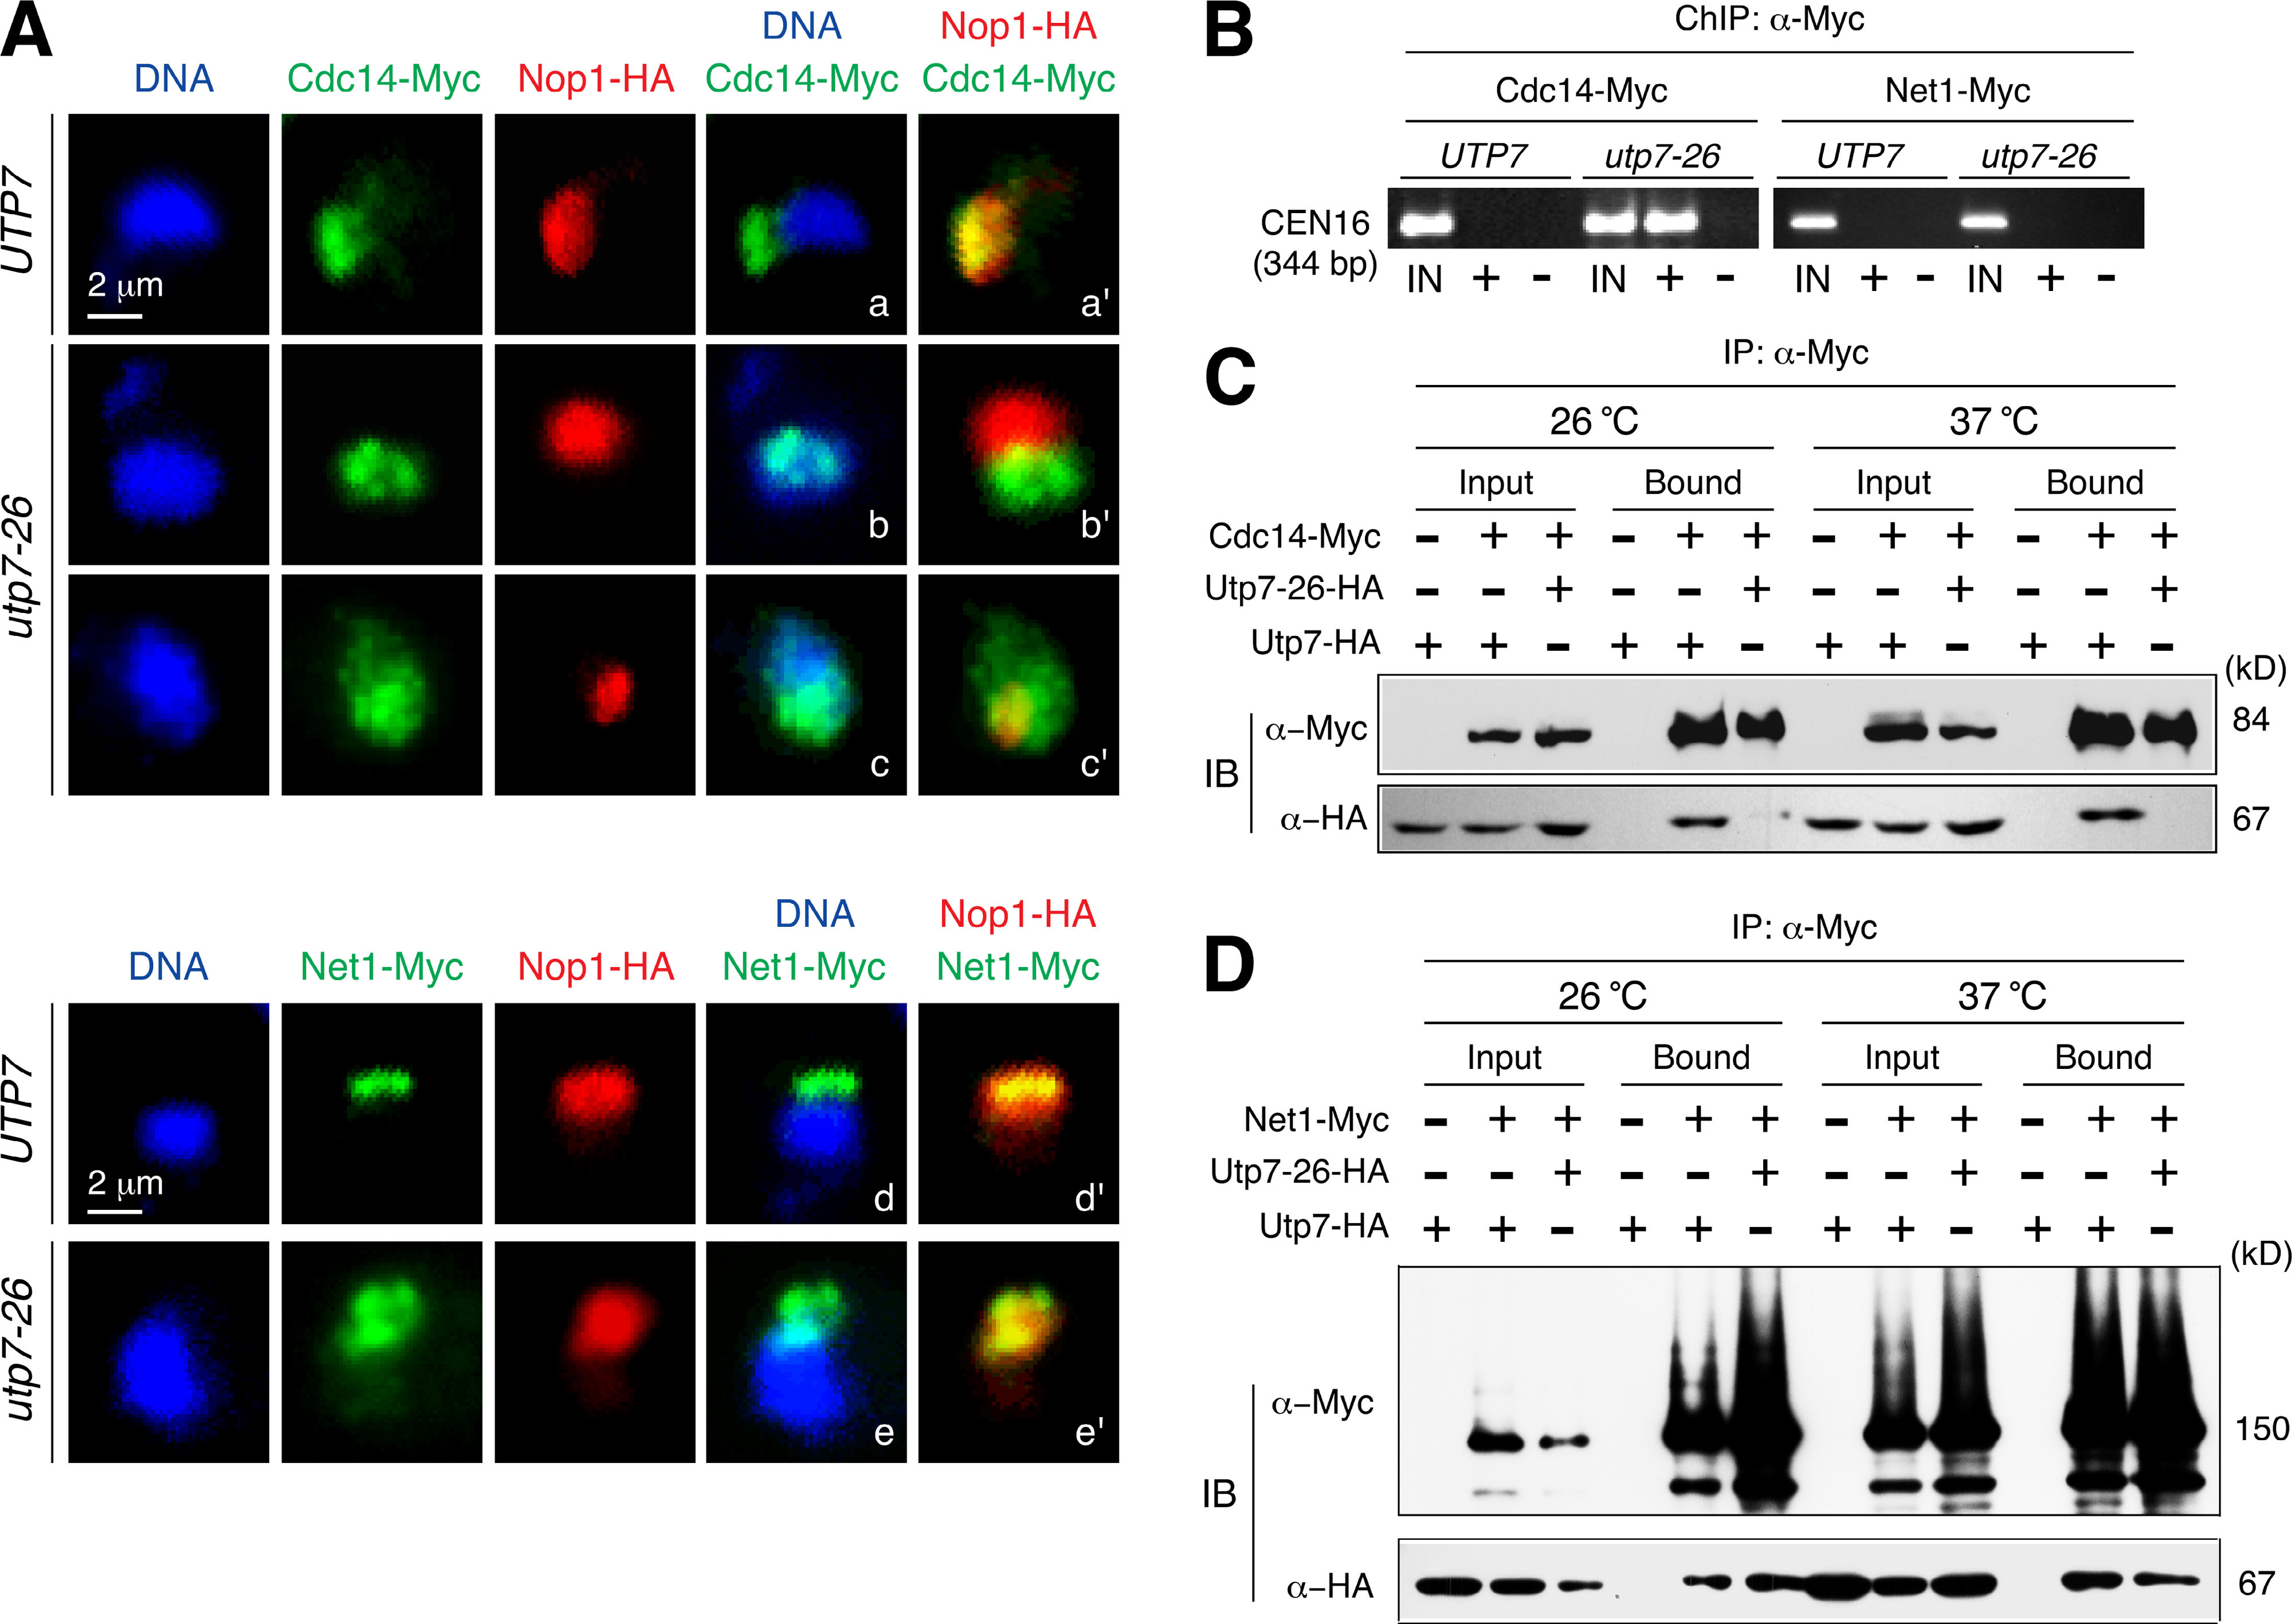 A
DNA Nop1-HA
DNA Cdc14-Myc Nop1-HA Cdc14-Myc Cdc14-Myc
UTP7
2 μm
a
a'
utp7-26
b
b'
c
c'
DNA Nop1-HA
DNA Net1-Myc Nop1-HA Net1-Myc Net1-Myc
UTP7
2 μm
d
d'
utp7-26
e
e'
B
ChIP: α-Myc
Cdc14-Myc Net1-Myc
UTP7 utp7-26 UTP7 utp7-26
CEN16
(344 bp)
IN + - IN + - IN + - IN + -
C
IP: α-Myc
26 °C 37 °C
Input Bound Input Bound
Cdc14-Myc - + + - + + - + + - + +
Utp7-26-HA - - + - - + - - + - - +
Utp7-HA + + - + + - + + - + + -
(kD)
α–Myc 84
IB
α–HA 67
D
IP: α-Myc
26 °C 37 °C
Input Bound Input Bound
Net1-Myc - + + - + + - + + - + +
Utp7-26-HA - - + - - + - - + - - +
Utp7-HA + + - + + - + + - + + -
(kD)
α–Myc 150
IB
α–HA 67